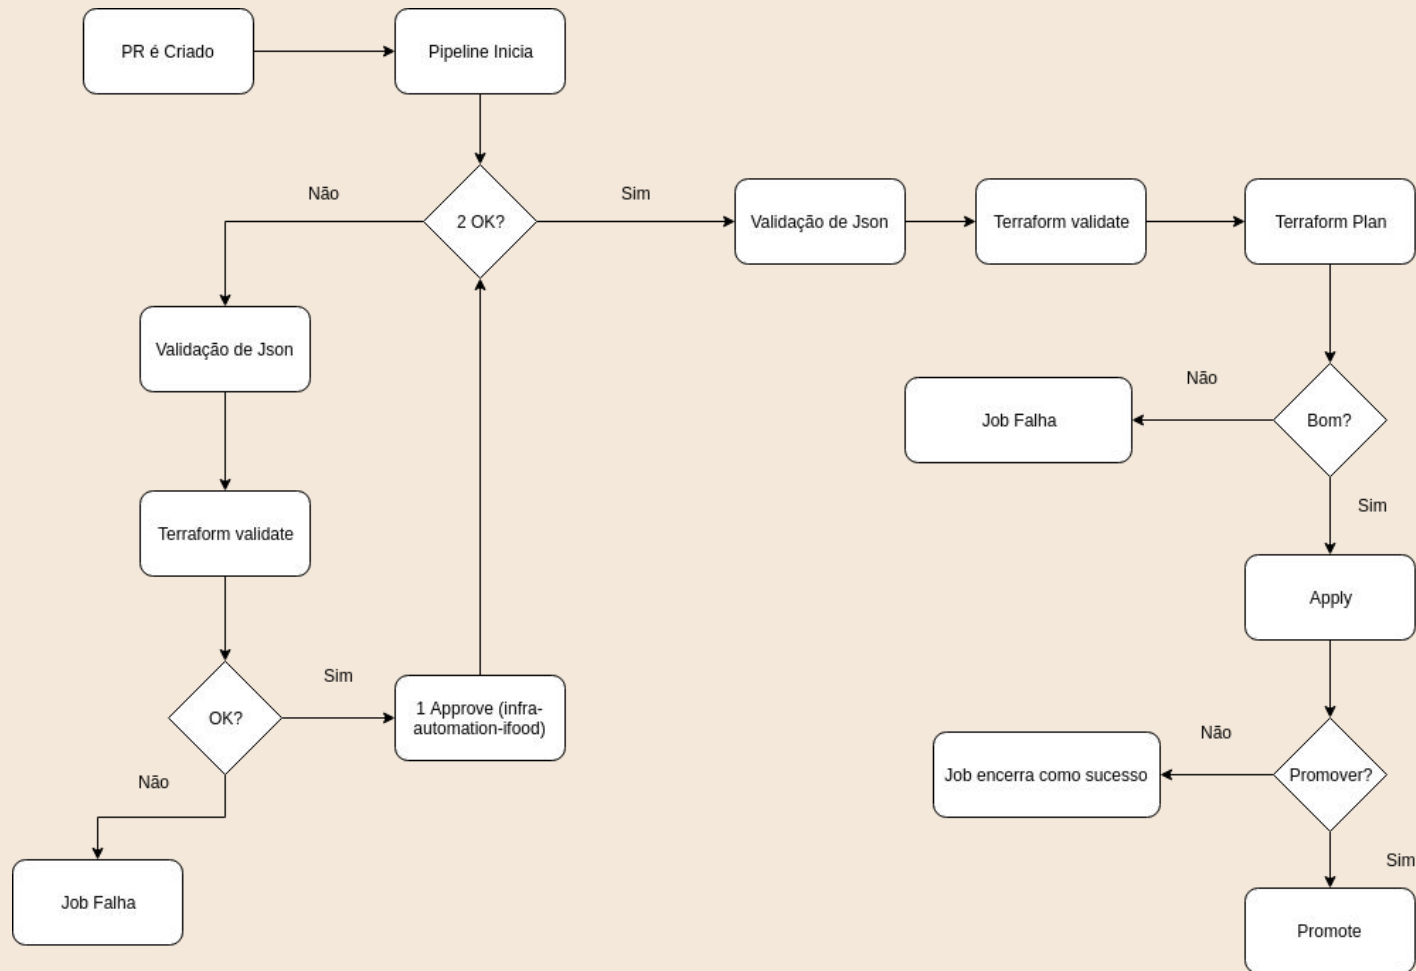 PR é Criado
Pipeline Inicia
Não
2 OK?
Sim
Validação de Json
Terraform validate
Terraform Plan
Validação de Json
Não
Job Falha
Bom?
Sim
Terraform validate
Apply
Sim
OK?
1 Approve (infra-
automation-ifood)
Não
Não
Job encerra como sucesso
Promover?
Sim
Job Falha
Promote